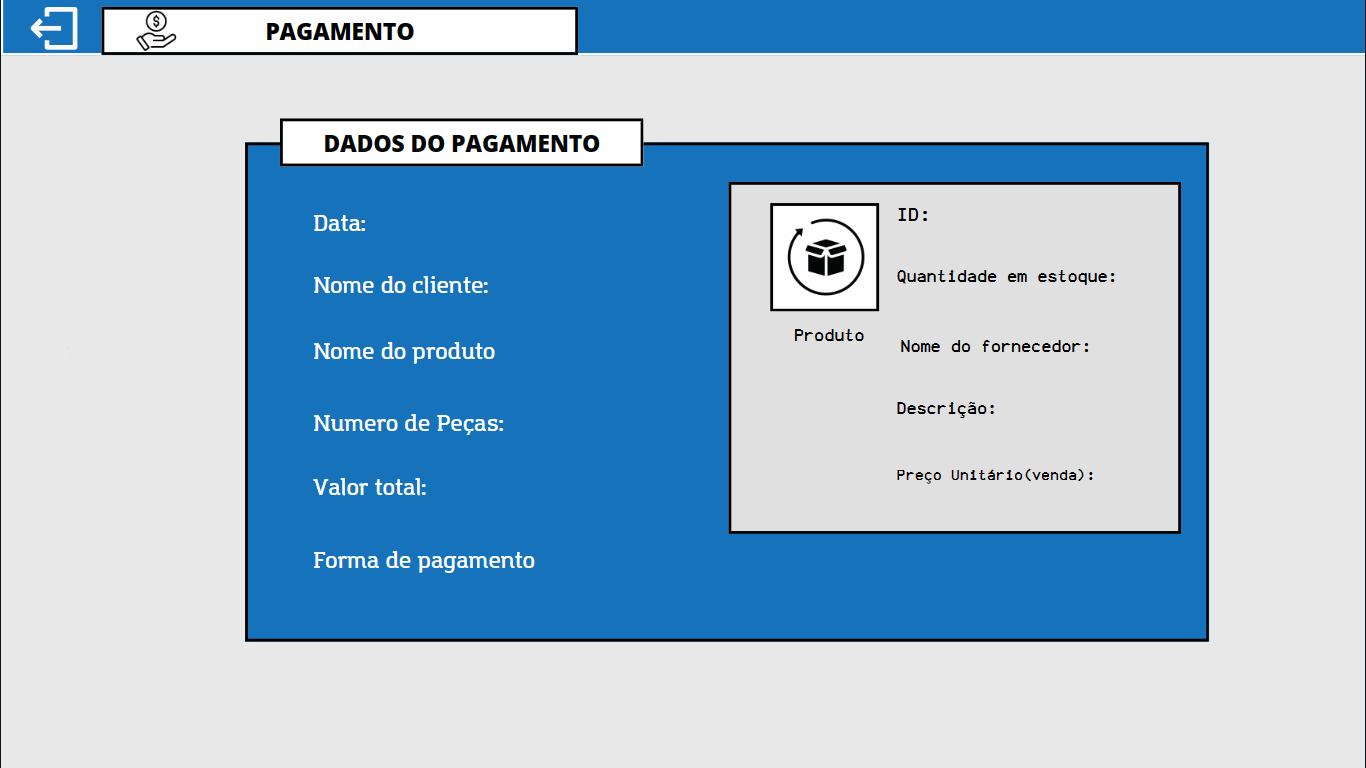 PAGAMENTO
DADOS DO PAGAMENTO
Data:
Nome do cliente:
Nome do produto
Numero de Peças:
Valor total:
Forma de pagamento
Produto
ID:
Quantidade em estoque:
Nome do fornecedor:
Descrição:
Preço Unitário(venda):